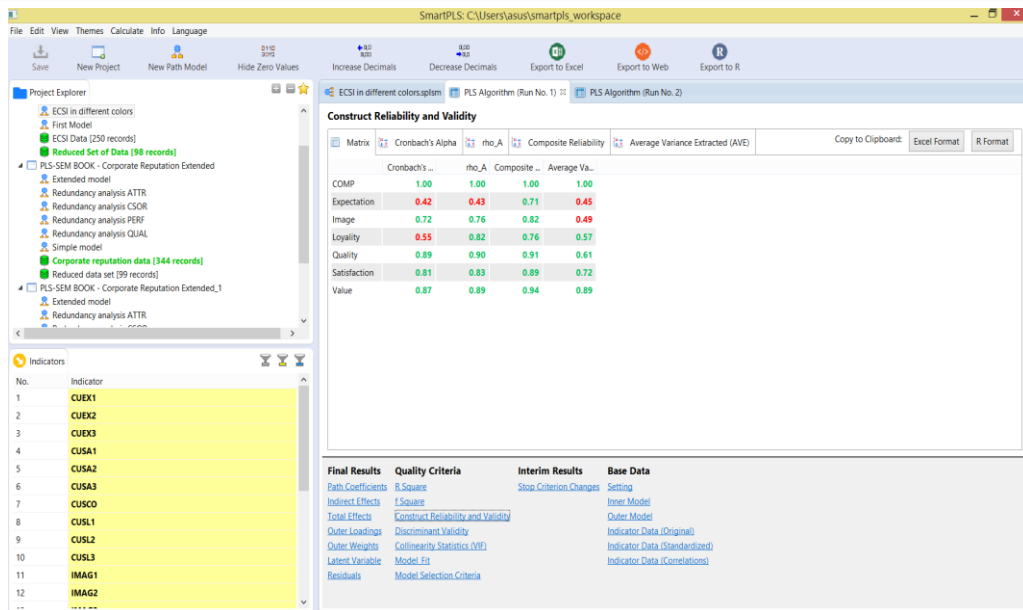 SmartPLS: C:\Users\asus\smartpls_workspace
File Edit View Themes Calculate Info Language
Save New Project New Path Model Hide Zero Values Increase Decimals Decrease Decimals Export to Excel Export to Web Export to R
Project Explorer
ECSI in different colors
First Model
ECSI Data [250 records]
Reduced Set of Data [98 records]
PLS-SEM BOOK - Corporate Reputation Extended
Extended model
Redundancy analysis ATTR
Redundancy analysis CSOR
Redundancy analysis PERF
Redundancy analysis QUAL
Simple model
Corporate reputation data [344 records]
Reduced data set [99 records]
PLS-SEM BOOK - Corporate Reputation Extended_1
Extended model
Redundancy analysis ATTR
Indicators
No. Indicator
1 CUEX1
2 CUEX2
3 CUEX3
4 CUSA1
5 CUSA2
6 CUSA3
7 CUSCO
8 CUSL1
9 CUSL2
10 CUSL3
11 IMAG1
12 IMAG2
ECSI in different colors.splsm PLS Algorithm (Run No. 1) PLS Algorithm (Run No. 2)
Construct Reliability and Validity
Matrix Cronbach's Alpha rho_A Composite Reliability Average Variance Extracted (AVE) Copy to Clipboard: Excel Format R Format
Cronbach's ... rho_A Composite ... Average Va...
COMP 1.00 1.00 1.00 1.00
Expectation 0.42 0.43 0.71 0.45
Image 0.72 0.76 0.82 0.49
Loyality 0.55 0.82 0.76 0.57
Quality 0.89 0.90 0.91 0.61
Satisfaction 0.81 0.83 0.89 0.72
Value 0.87 0.89 0.94 0.89
Final Results Quality Criteria Interim Results Base Data
Path Coefficients R Square Stop Criterion Changes Setting
Indirect Effects f Square Inner Model
Total Effects Construct Reliability and Validity Outer Model
Outer Loadings Discriminant Validity Indicator Data (Original)
Outer Weights Collinearity Statistics (VIF) Indicator Data (Standardized)
Latent Variable Model Fit Indicator Data (Correlations)
Residuals Model Selection Criteria